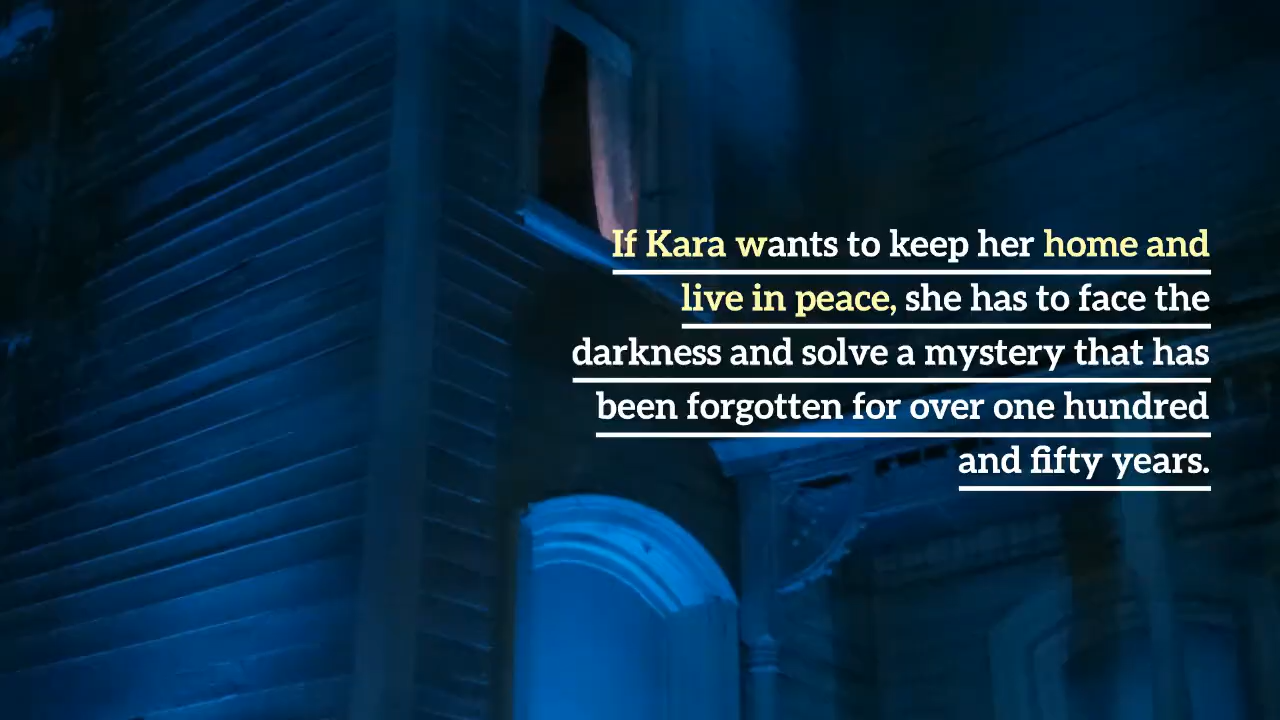 If Kara wants to keep her home and
live in peace, she has to face the
darkness and solve a mystery that has
been forgotten for over one hundred
and fifty years.